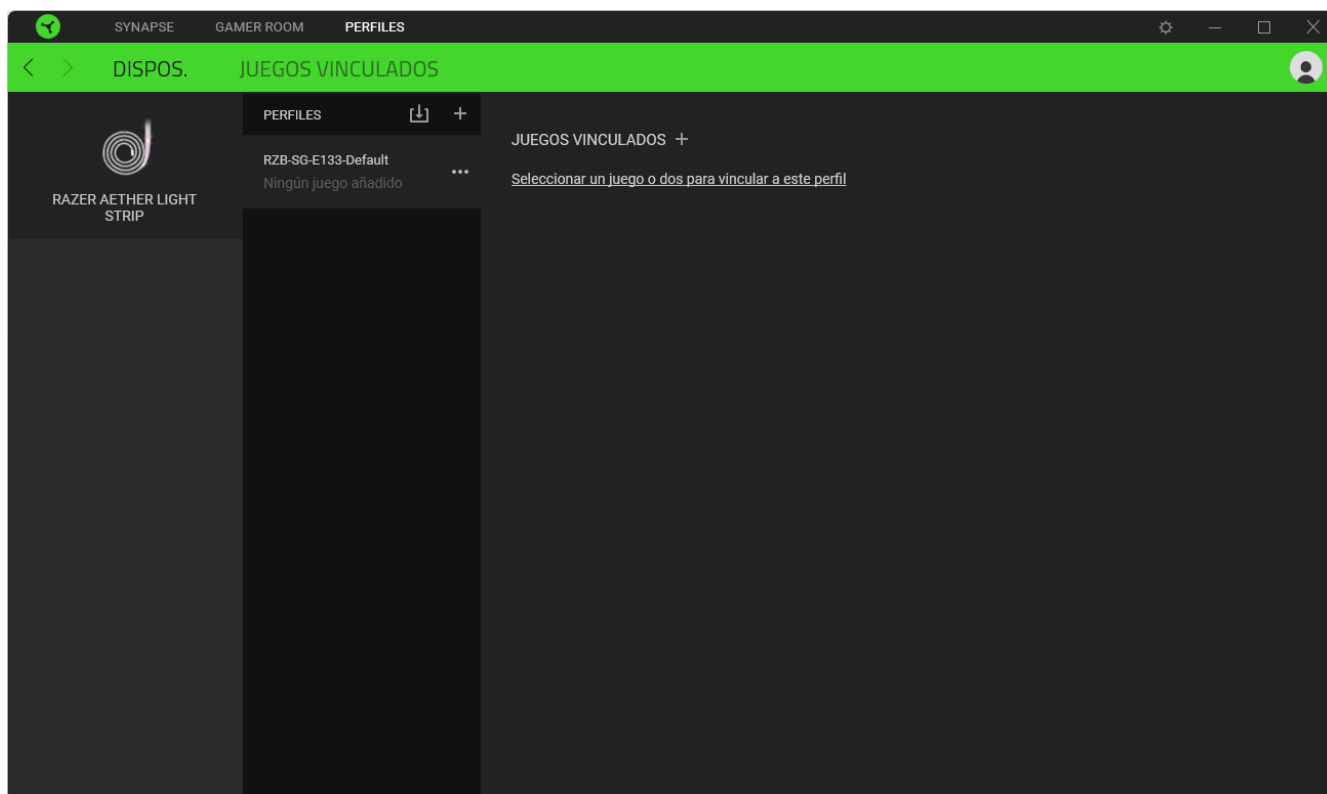 SYNAPSE GAMER ROOM PERFILES
DISPOS. JUEGOS VINCULADOS
RAZER AETHER LIGHT
STRIP
PERFILES
RZB-SG-E133-Default
Ningún juego añadido
JUEGOS VINCULADOS
Seleccionar un juego o dos para vincular a este perfil